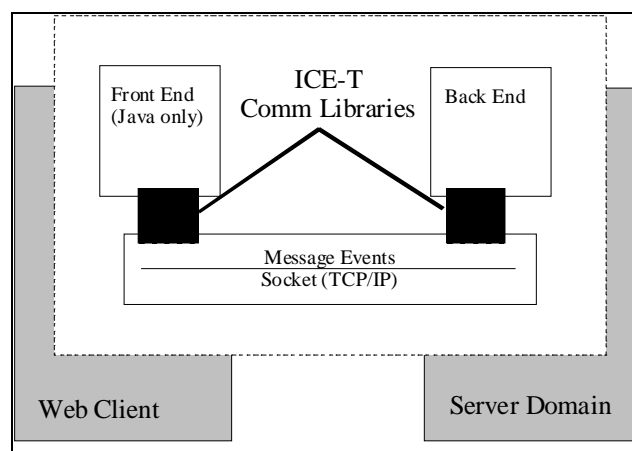 Front End
(Java only)
ICE-T
Comm Libraries
Back End
Message Events
Socket (TCP/IP)
Web Client
Server Domain